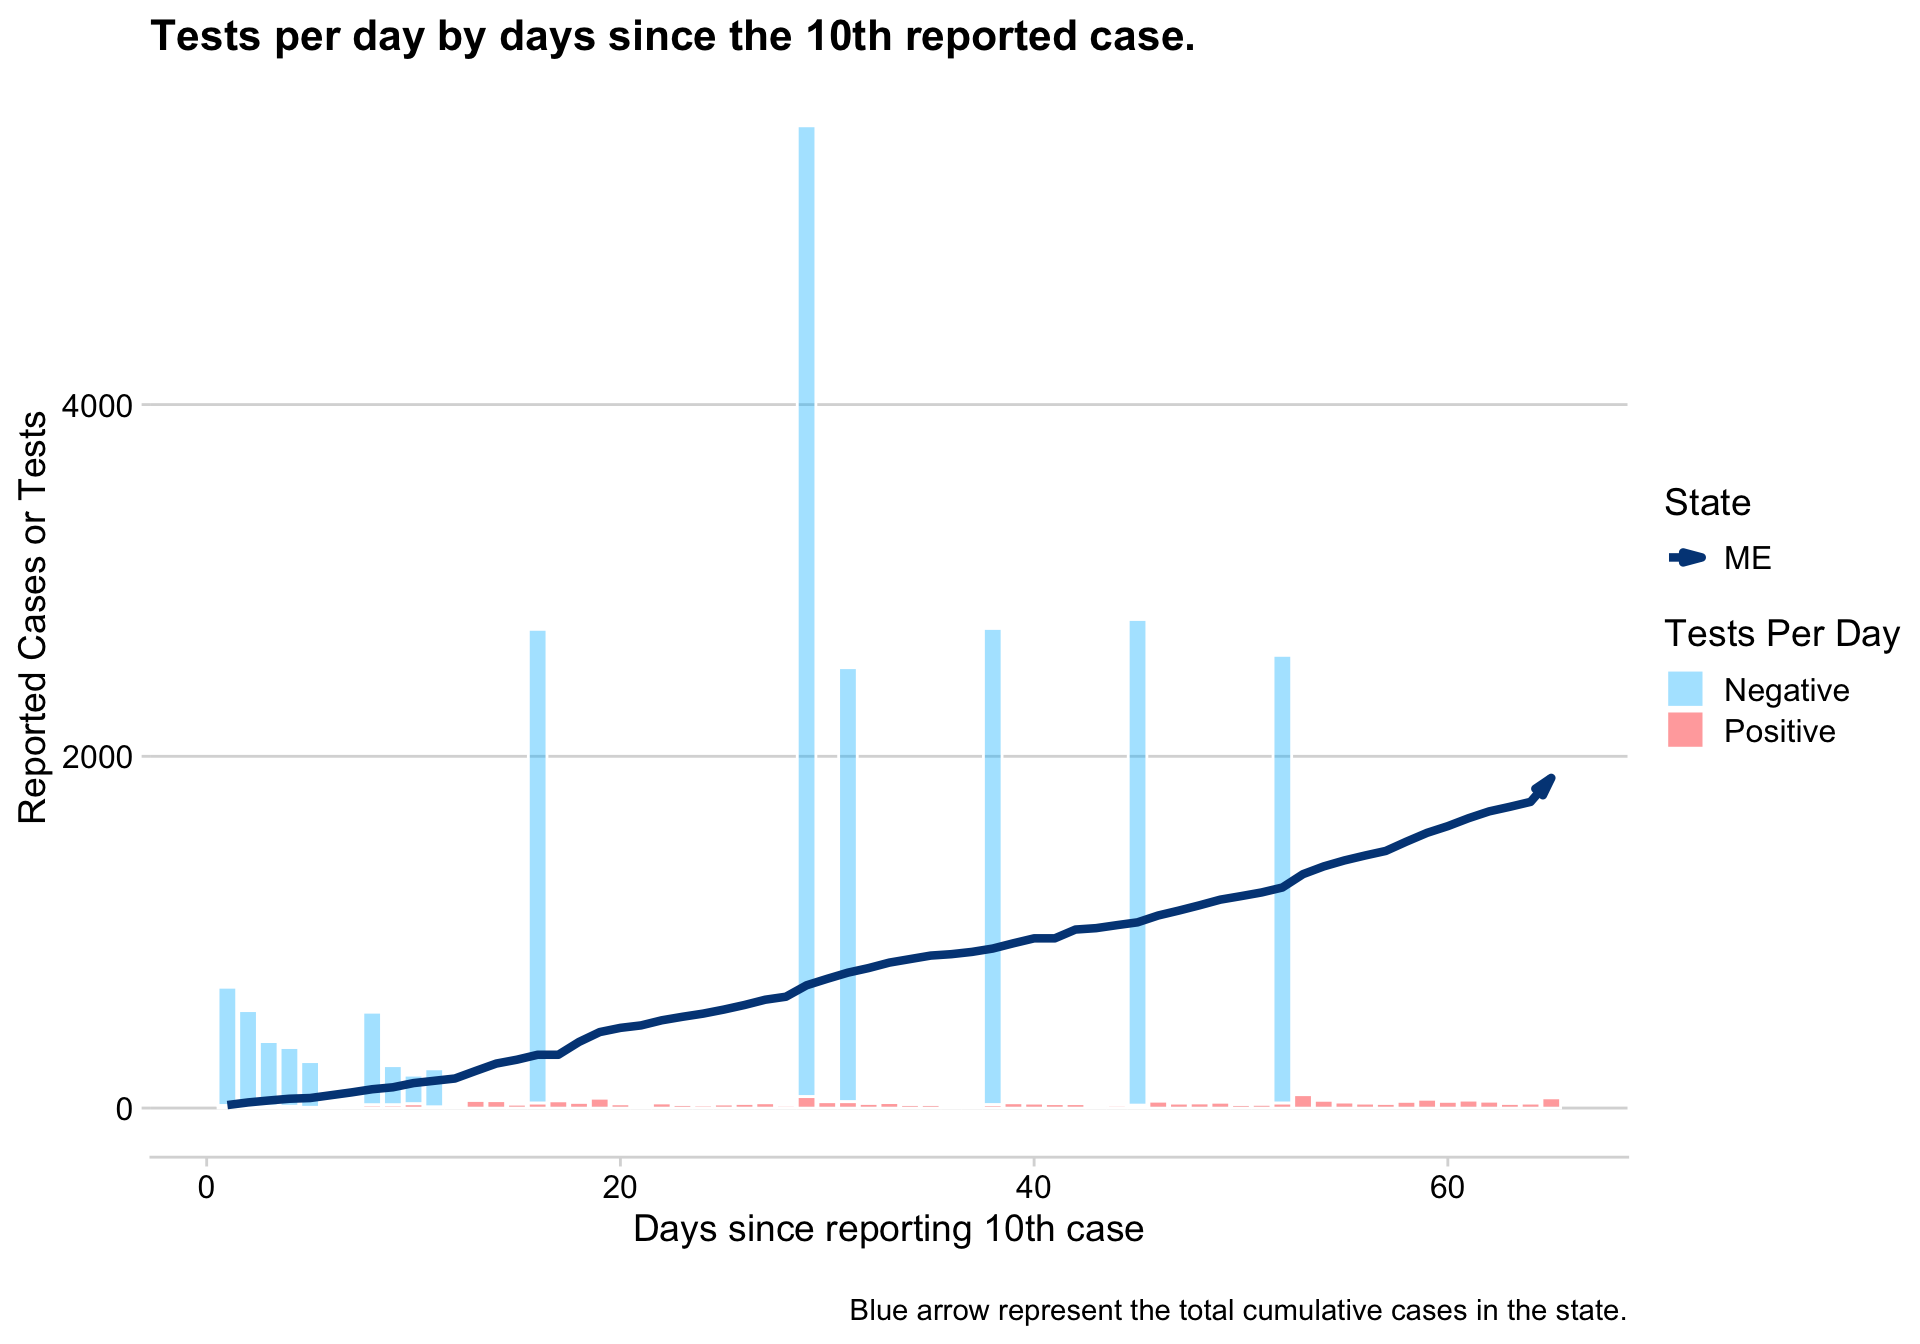 Tests per day by days since the 10th reported case.
Reported Cases or Tests
4000
2000
0
0 20 40 60
Days since reporting 10th case
State
ME
Tests Per Day
Negative
Positive
Blue arrow represent the total cumulative cases in the state.